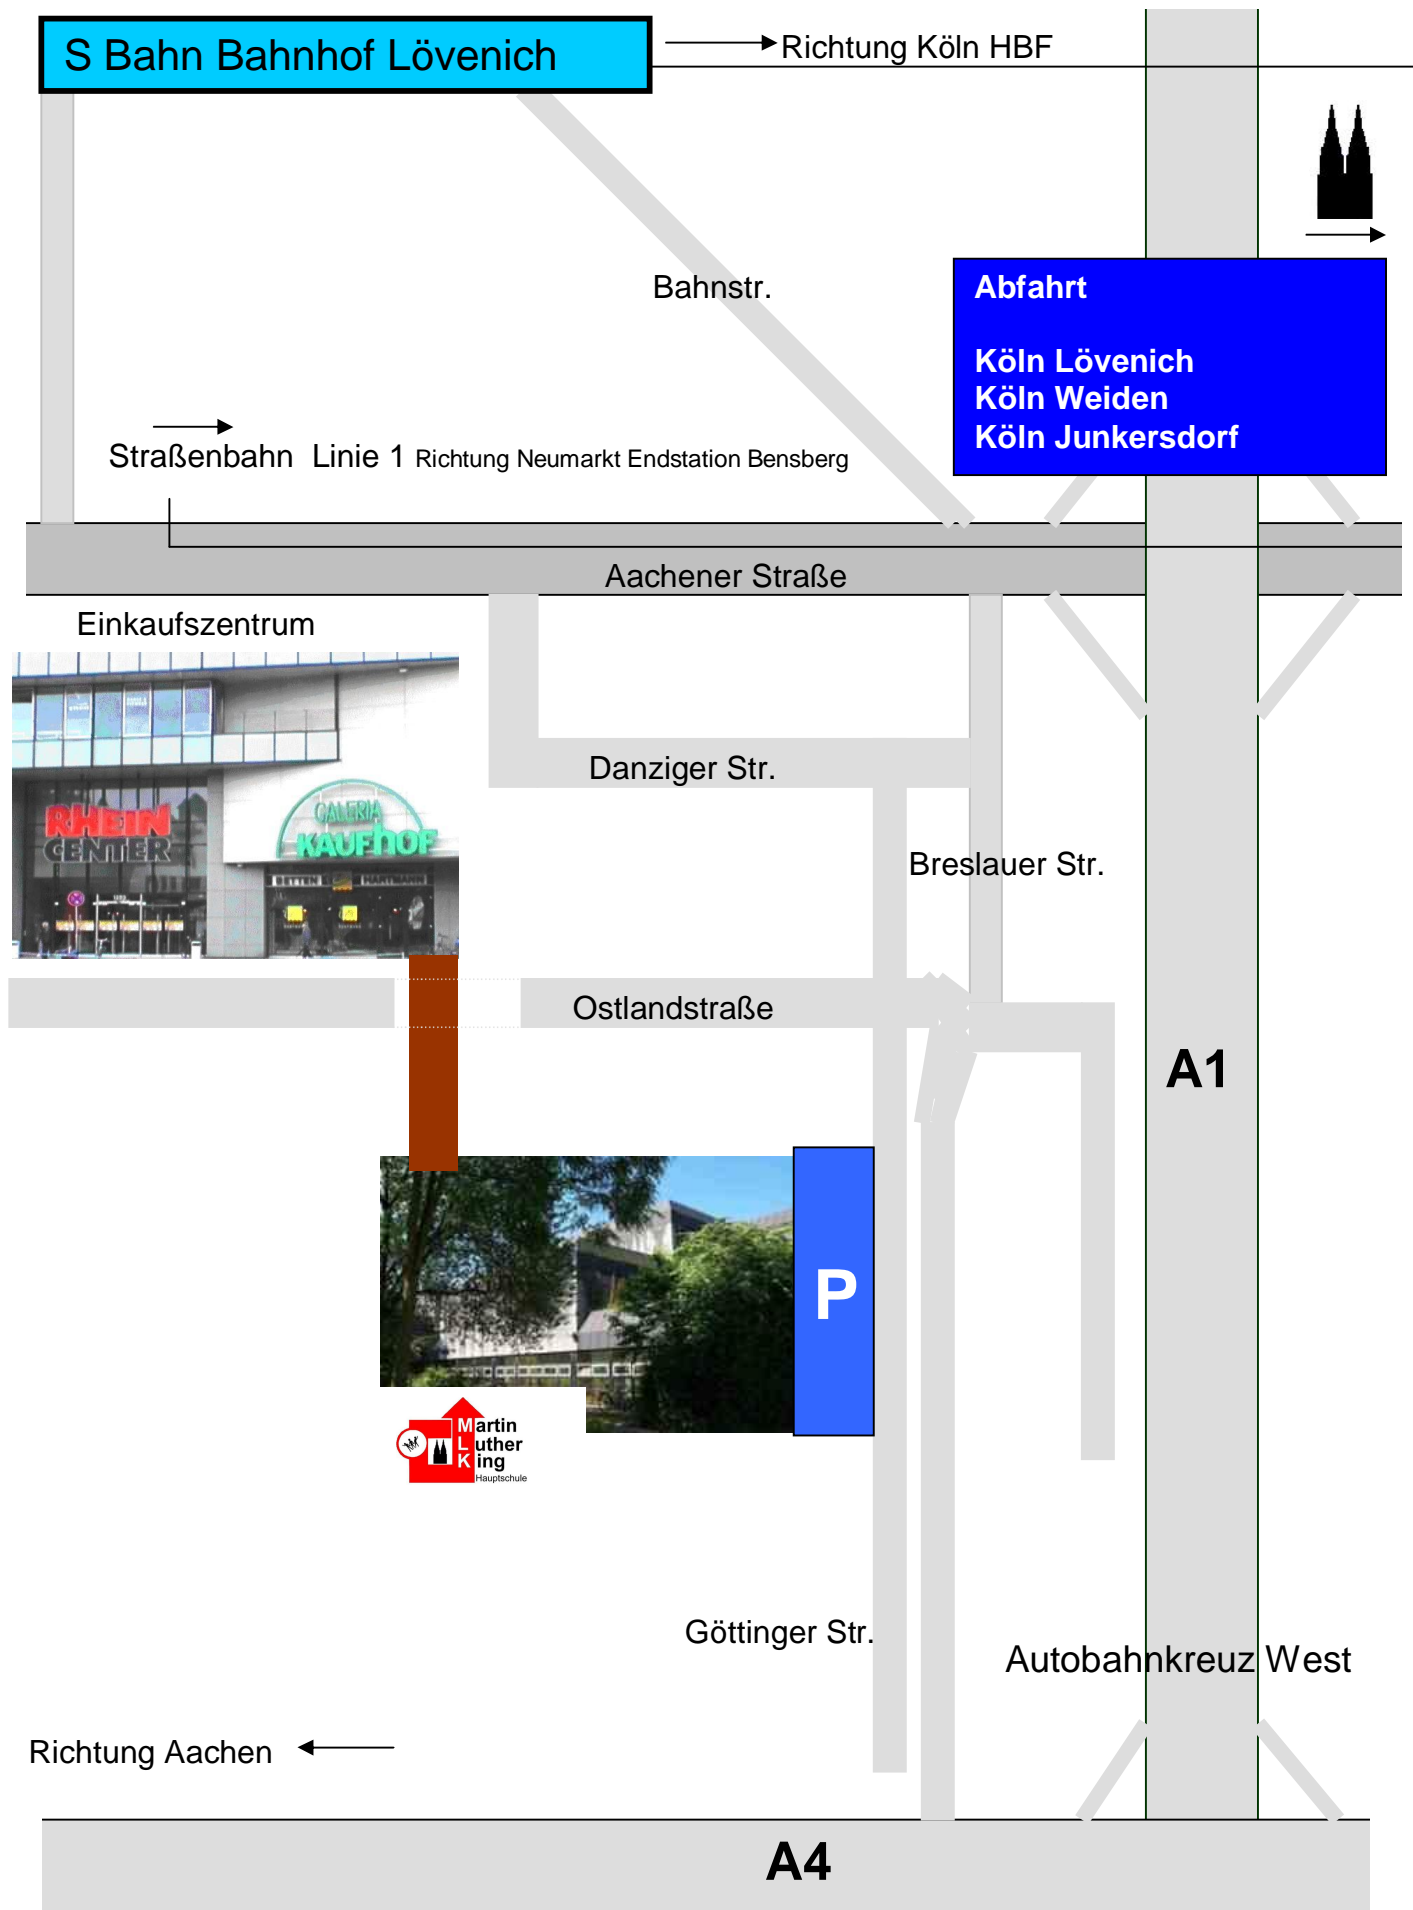 S Bahn Bahnhof Lövenich
Richtung Köln HBF
Bahnstr.
Abfahrt
Köln Lövenich
Köln Weiden
Köln Junkersdorf
Straßenbahn Linie 1 Richtung Neumarkt Endstation Bensberg
Aachener Straße
Einkaufszentrum
Danziger Str.
RHEIN
CENTER
GALERIA
KAUFHOF
BETTEN HARTMANN
Breslauer Str.
Ostlandstraße
A1
P
Martin
Luther
King
Hauptschule
Göttinger Str.
Autobahnkreuz West
Richtung Aachen
A4